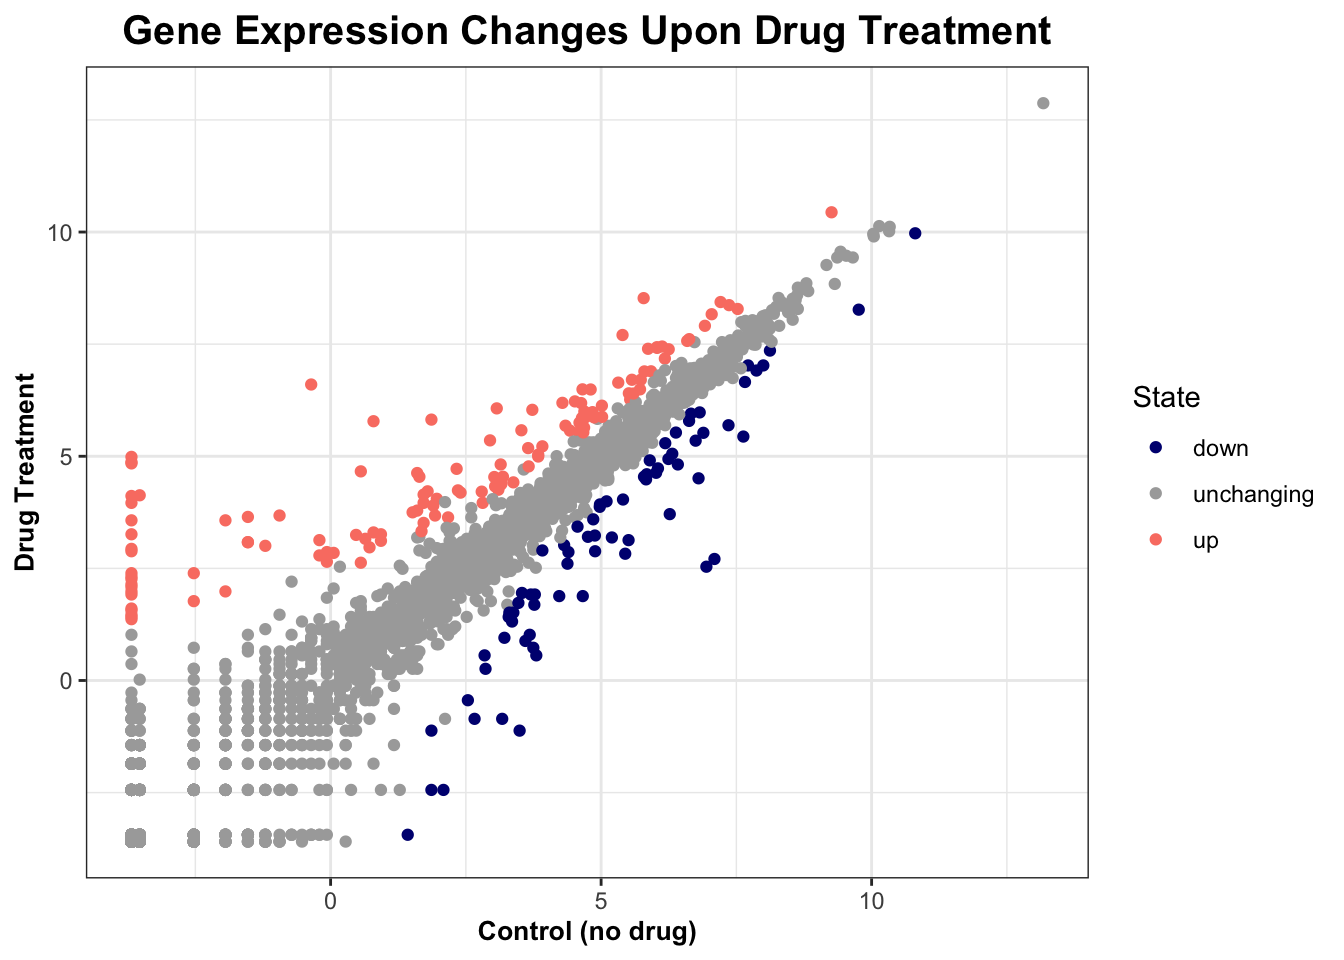 Gene Expression Changes Upon Drug Treatment
Drug Treatment
10
5
0
0
5
10
Control (no drug)
State
down
unchanging
up